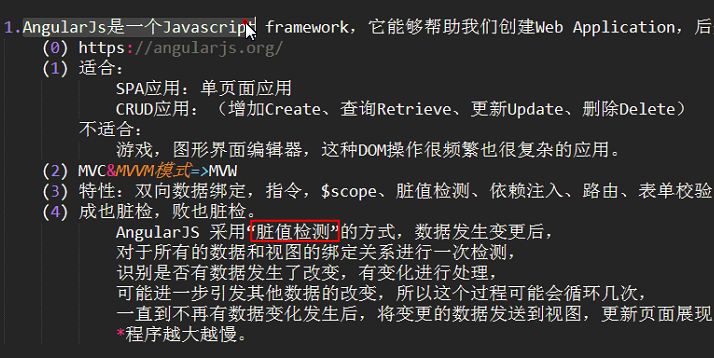 1.AngularJs是一个Javascript framework，它能够帮助我们创建Web Application，后
(0) https://angularjs.org/
(1) 适合：
SPA应用：单页面应用
CRUD应用：（增加Create、查询Retrieve、更新Update、删除Delete）
不适合：
游戏，图形界面编辑器，这种DOM操作很频繁也很复杂的应用。
(2) MVC&MVVM模式=>MVW
(3) 特性：双向数据绑定，指令，$scope、脏值检测、依赖注入、路由、表单校验
(4) 成也脏检，败也脏检。
AngularJS 采用“脏值检测”的方式，数据发生变更后，
对于所有的数据和视图的绑定关系进行一次检测，
识别是否有数据发生了改变，有变化进行处理，
可能进一步引发其他数据的改变，所以这个过程可能会循环几次，
一直到不再有数据变化发生后，将变更的数据发送到视图，更新页面展现
*程序越大越慢。